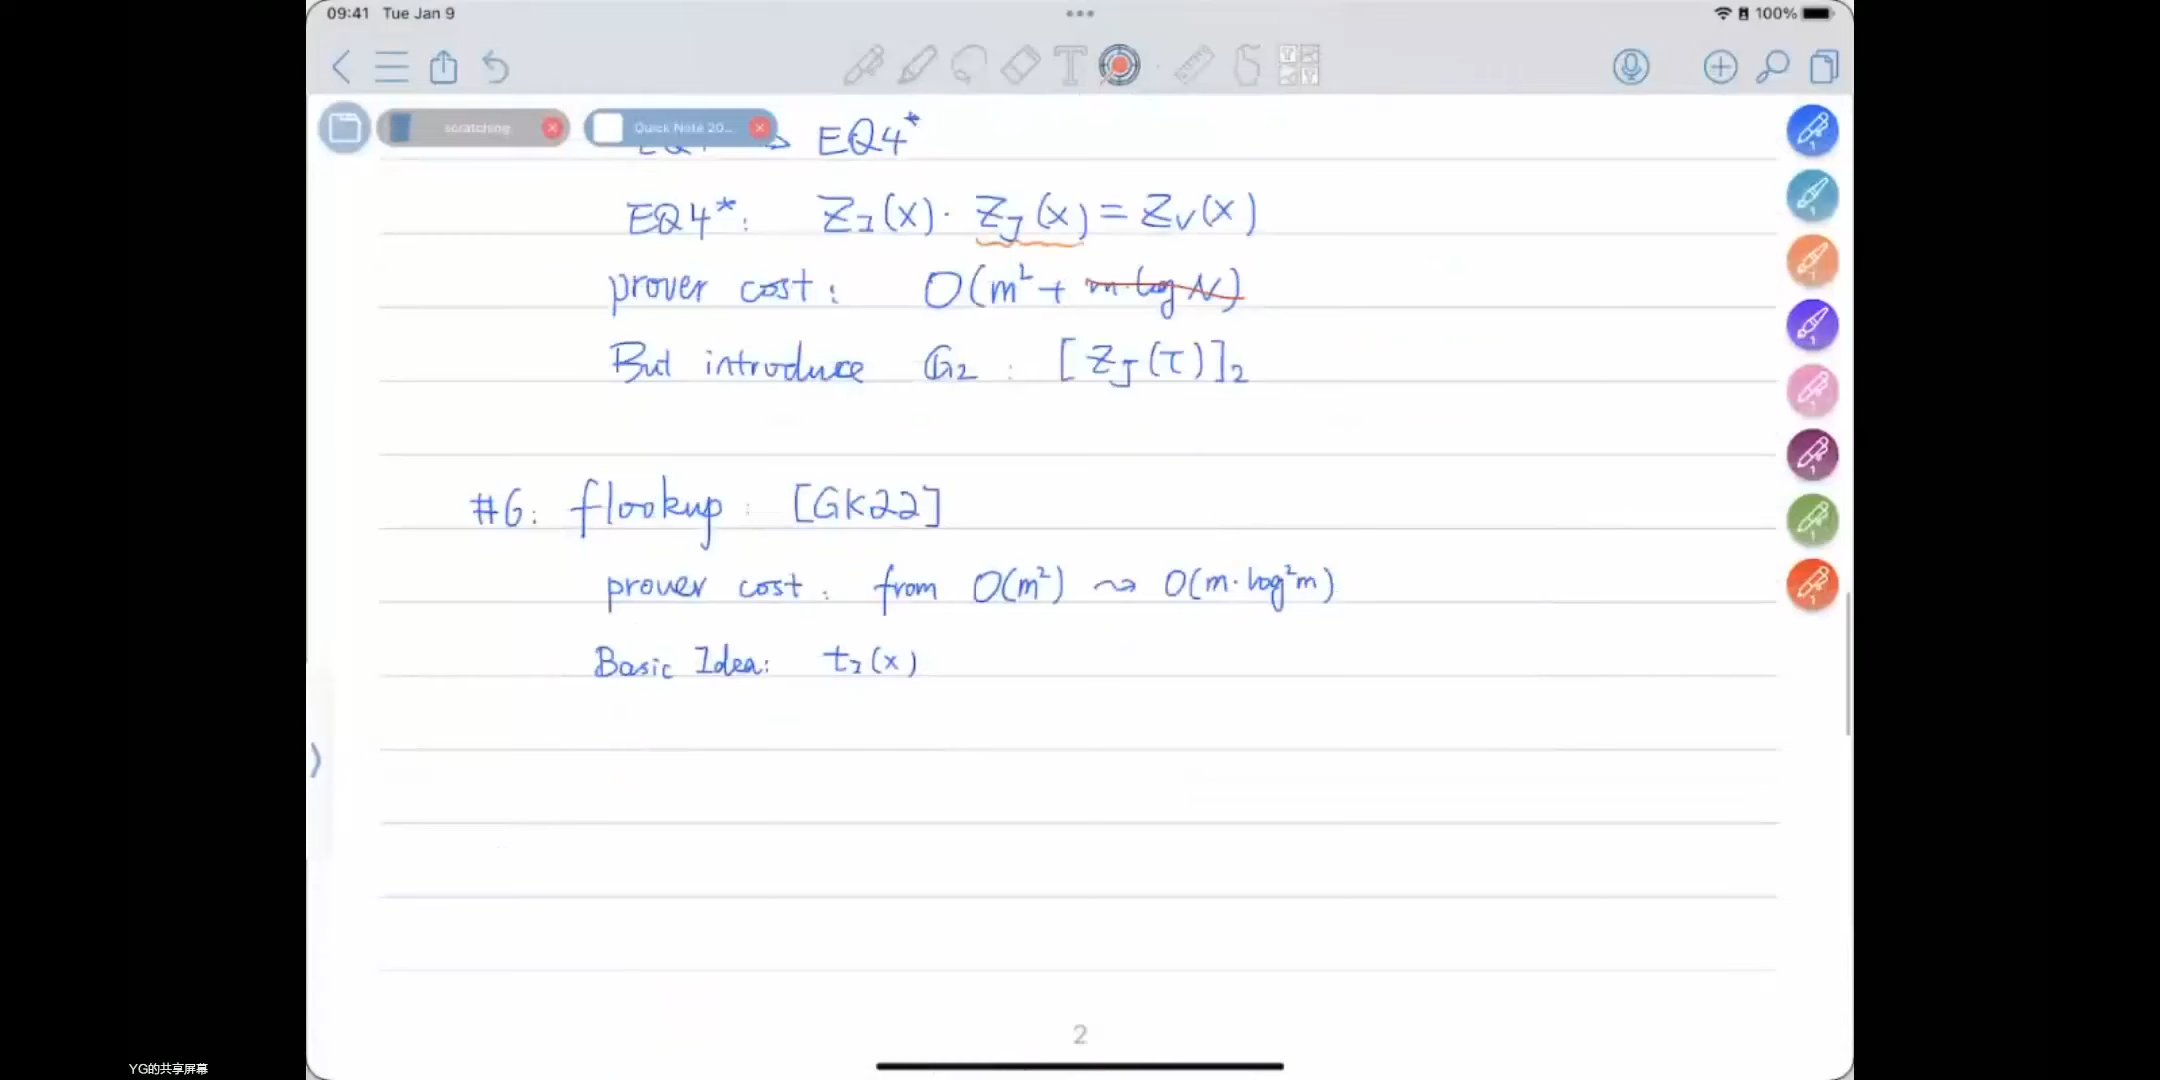 09:41 Tue Jan 9
100%
scratching
Quick Note 20...
EQ4*
EQ4*: Z_I(X) · Z_J(X) = Z_V(X)
prover cost: O(m² + m·log N)
But introduce G₂ : [Z_J(τ)]₂
#6: flookup : [GK22]
prover cost : from O(m²) ⇝ O(m·log²m)
Basic Idea: t_I(X)
2
YG的共享屏幕